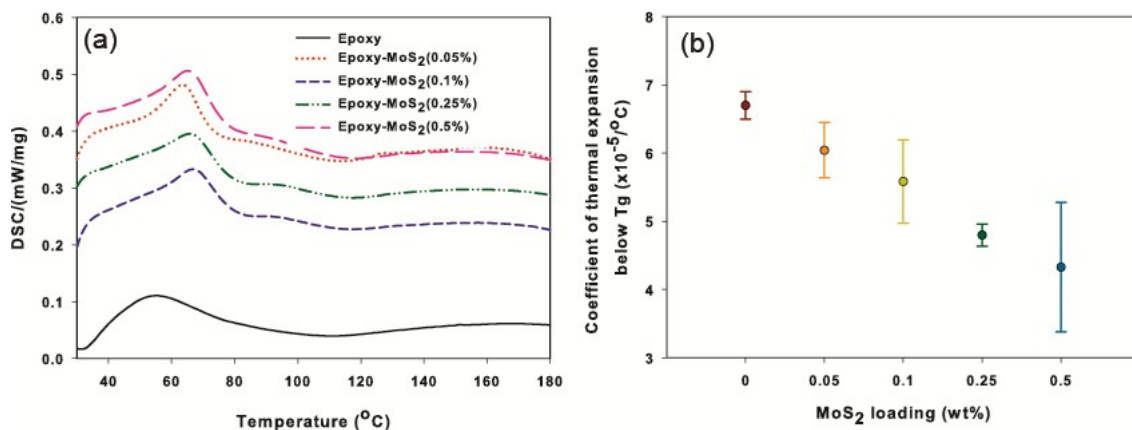 (a)
Epoxy
Epoxy-MoS2(0.05%)
Epoxy-MoS2(0.1%)
Epoxy-MoS2(0.25%)
Epoxy-MoS2(0.5%)
DSC/(mW/mg)
0.6
0.5
0.4
0.3
0.2
0.1
0.0
40 60 80 100 120 140 160 180
Temperature (°C)
(b)
Coefficient of thermal expansion
below Tg (x10-5/°C)
8
7
6
5
4
3
0 0.05 0.1 0.25 0.5
MoS2 loading (wt%)